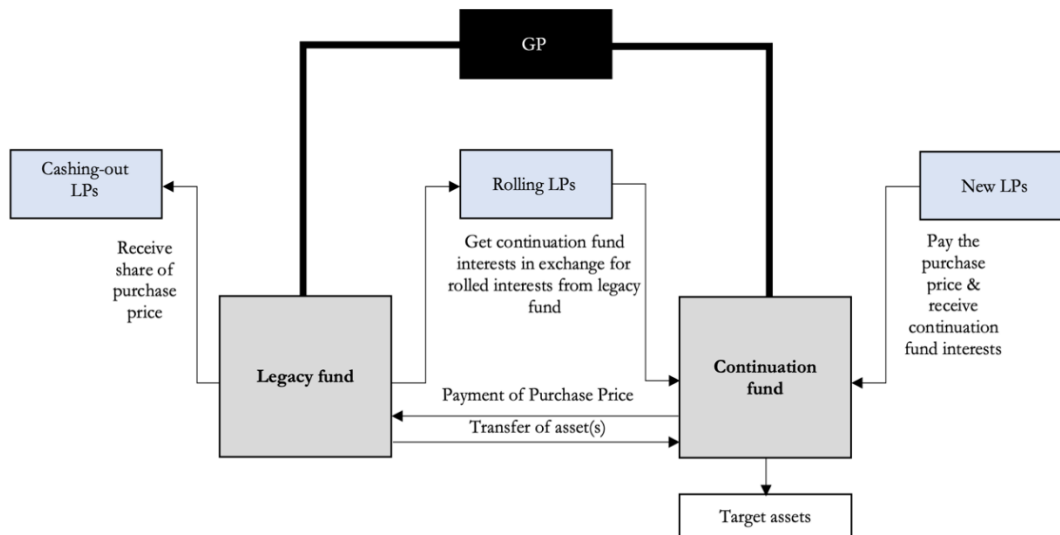 GP
Cashing-out
LPs
Rolling LPs
New LPs
Receive
share of
purchase
price
Get continuation fund
interests in exchange for
rolled interests from legacy
fund
Pay the
purchase
price &
receive
continuation
fund interests
Legacy fund
Continuation
fund
Payment of Purchase Price
Transfer of asset(s)
Target assets